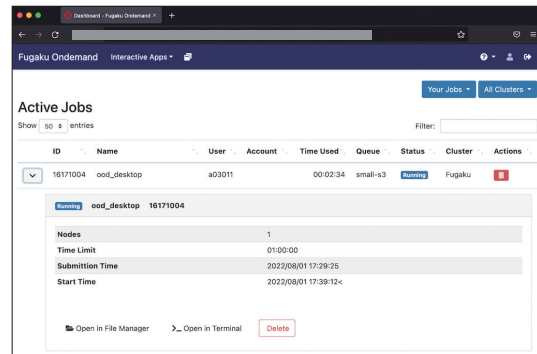 Dashboard - Fugaku Ondemand
Fugaku Ondemand Interactive Apps
Your Jobs All Clusters
Active Jobs
Show 50 entries Filter:
ID Name User Account Time Used Queue Status Cluster Actions
16171004 ood_desktop a03011 00:02:34 small-s3 Running Fugaku
Running ood_desktop 16171004
Nodes 1
Time Limit 01:00:00
Submittion Time 2022/08/01 17:29:25
Start Time 2022/08/01 17:39:12<
Open in File Manager >_ Open in Terminal Delete